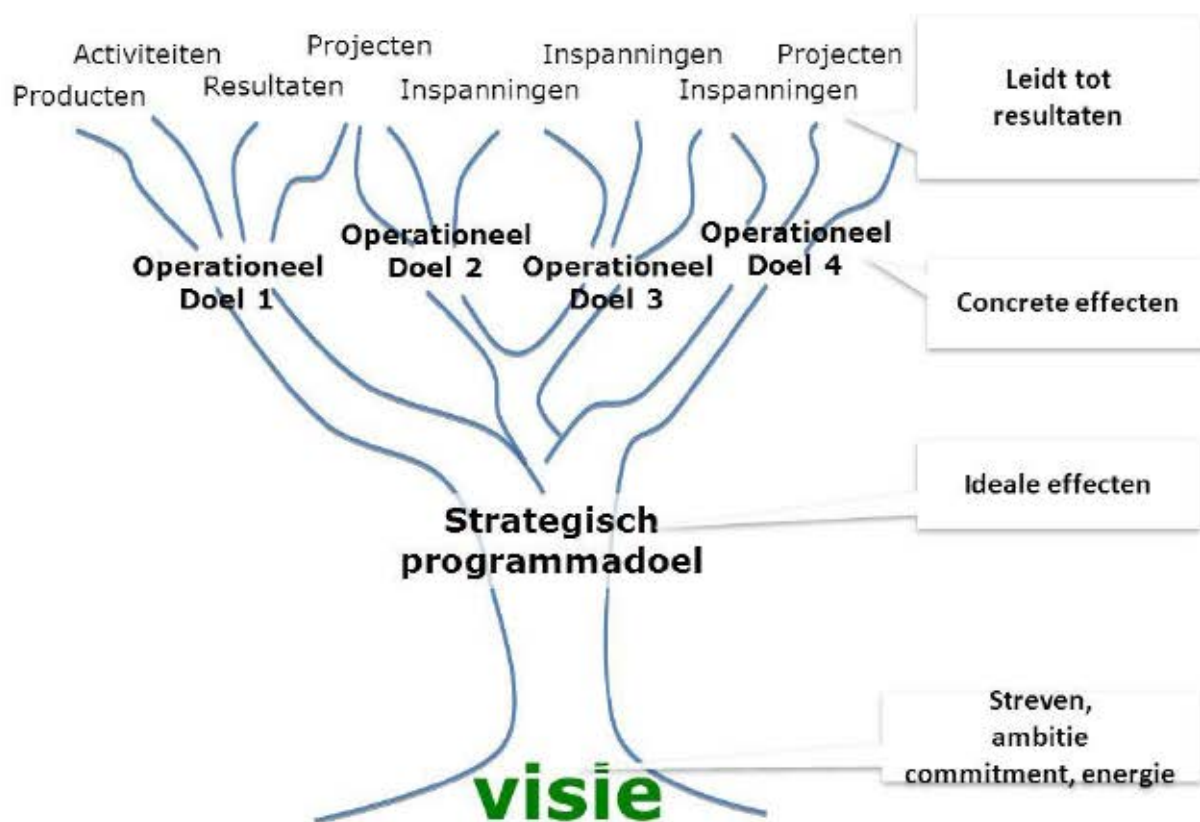 Activiteiten
Projecten
Inspanningen
Projecten
Producten
Resultaten
Inspanningen
Inspanningen
Leidt tot
resultaten
Operationeel
Doel 1
Operationeel
Doel 2
Operationeel
Doel 3
Operationeel
Doel 4
Concrete effecten
Strategisch
programmadoel
Ideale effecten
visie
Streven,
ambitie
commitment, energie